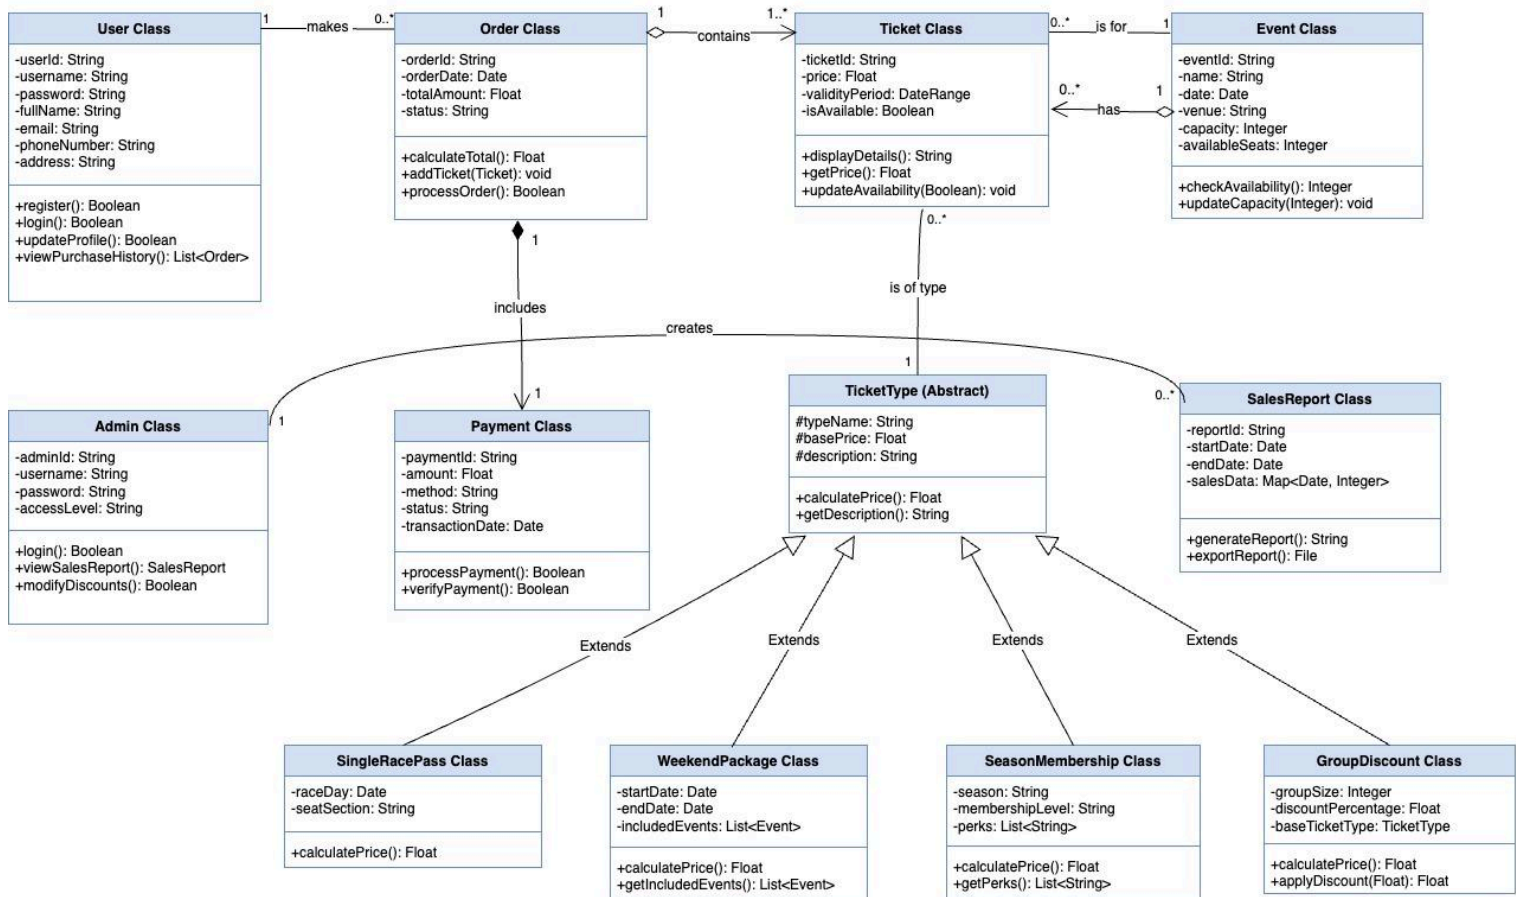 User Class
-userId: String
-username: String
-password: String
-fullName: String
-email: String
-phoneNumber: String
-address: String
+register(): Boolean
+login(): Boolean
+updateProfile(): Boolean
+viewPurchaseHistory(): List<Order>
1
makes
0..*
Order Class
-orderId: String
-orderDate: Date
-totalAmount: Float
-status: String
+calculateTotal(): Float
+addTicket(Ticket): void
+processOrder(): Boolean
1
contains
1..*
Ticket Class
-ticketId: String
-price: Float
-validityPeriod: DateRange
-isAvailable: Boolean
+displayDetails(): String
+getPrice(): Float
+updateAvailability(Boolean): void
0..*
is for
1
0..*
has
1
Event Class
-eventId: String
-name: String
-date: Date
-venue: String
-capacity: Integer
-availableSeats: Integer
+checkAvailability(): Integer
+updateCapacity(Integer): void
1
includes
1
0..*
is of type
1
creates
1
0..*
Admin Class
-adminId: String
-username: String
-password: String
-accessLevel: String
+login(): Boolean
+viewSalesReport(): SalesReport
+modifyDiscounts(): Boolean
Payment Class
-paymentId: String
-amount: Float
-method: String
-status: String
-transactionDate: Date
+processPayment(): Boolean
+verifyPayment(): Boolean
TicketType (Abstract)
#typeName: String
#basePrice: Float
#description: String
+calculatePrice(): Float
+getDescription(): String
SalesReport Class
-reportId: String
-startDate: Date
-endDate: Date
-salesData: Map<Date, Integer>
+generateReport(): String
+exportReport(): File
Extends
Extends
Extends
Extends
SingleRacePass Class
-raceDay: Date
-seatSection: String
+calculatePrice(): Float
WeekendPackage Class
-startDate: Date
-endDate: Date
-includedEvents: List<Event>
+calculatePrice(): Float
+getIncludedEvents(): List<Event>
SeasonMembership Class
-season: String
-membershipLevel: String
-perks: List<String>
+calculatePrice(): Float
+getPerks(): List<String>
GroupDiscount Class
-groupSize: Integer
-discountPercentage: Float
-baseTicketType: TicketType
+calculatePrice(): Float
+applyDiscount(Float): Float